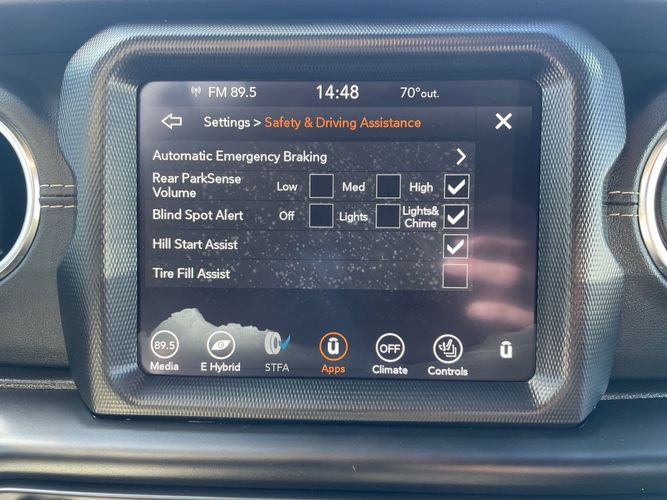 FM 89.5 14:48 70°out.
Settings > Safety & Driving Assistance
Automatic Emergency Braking
Rear ParkSense
Volume
Low Med High
Blind Spot Alert Off Lights Lights&
Chime
Hill Start Assist
Tire Fill Assist
89.5 OFF
Media E Hybrid STFA Apps Climate Controls